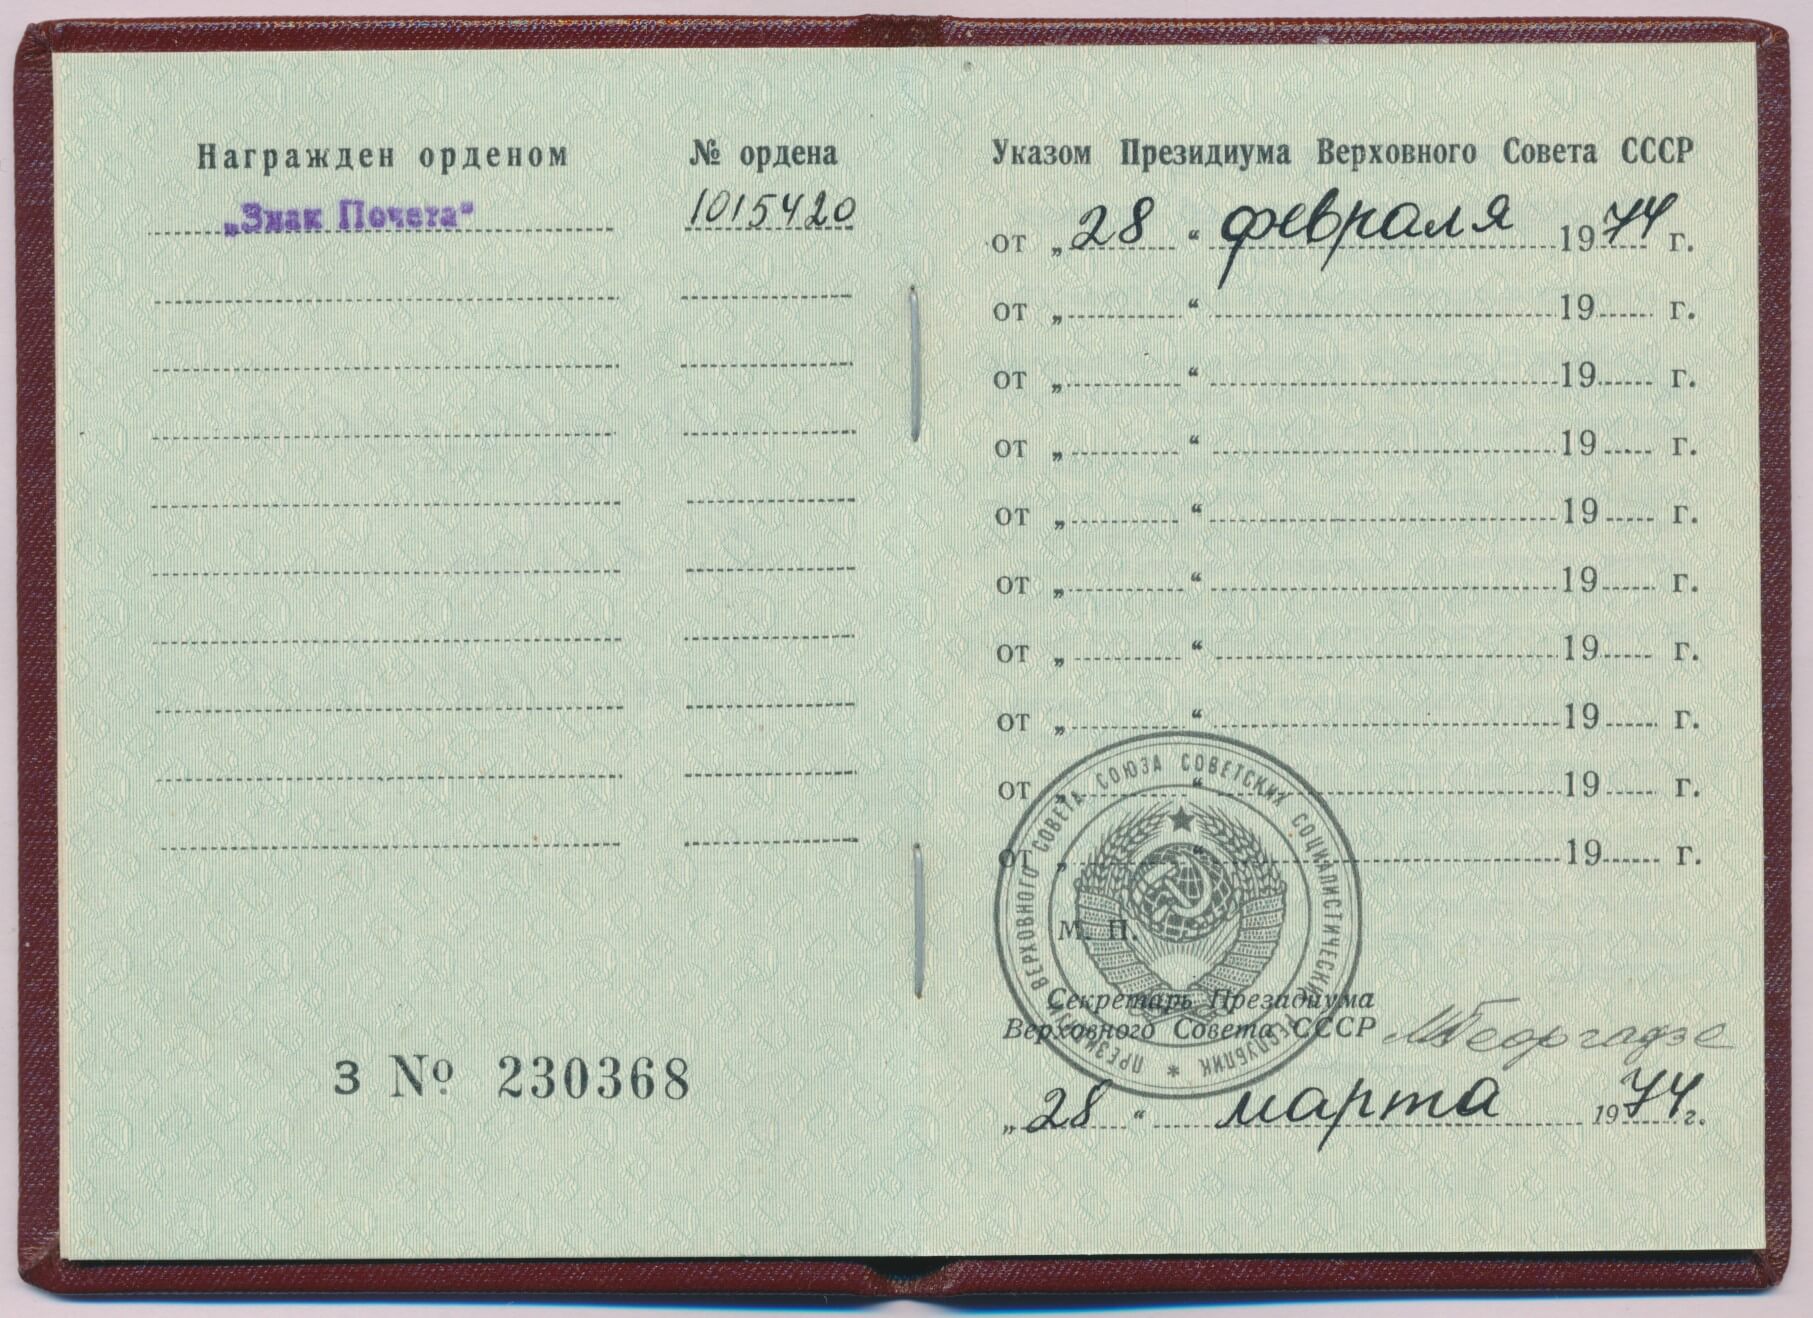 Награжден орденом
№ ордена
„Знак Почета“
1015420
З № 230368
Указом Президиума Верховного Совета СССР
от „28“ февраля 1974 г.
от „ “ 19 г.
от „ “ 19 г.
от „ “ 19 г.
от „ “ 19 г.
от „ “ 19 г.
от „ “ 19 г.
от „ “ 19 г.
от „ “ 19 г.
от „ “ 19 г.
ПРЕЗИДИУМ ВЕРХОВНОГО СОВЕТА СОЮЗА СОВЕТСКИХ СОЦИАЛИСТИЧЕСКИХ РЕСПУБЛИК *
М. П.
Секретарь Президиума
Верховного Совета СССР МГеоргадзе
„28“ марта 1974 г.